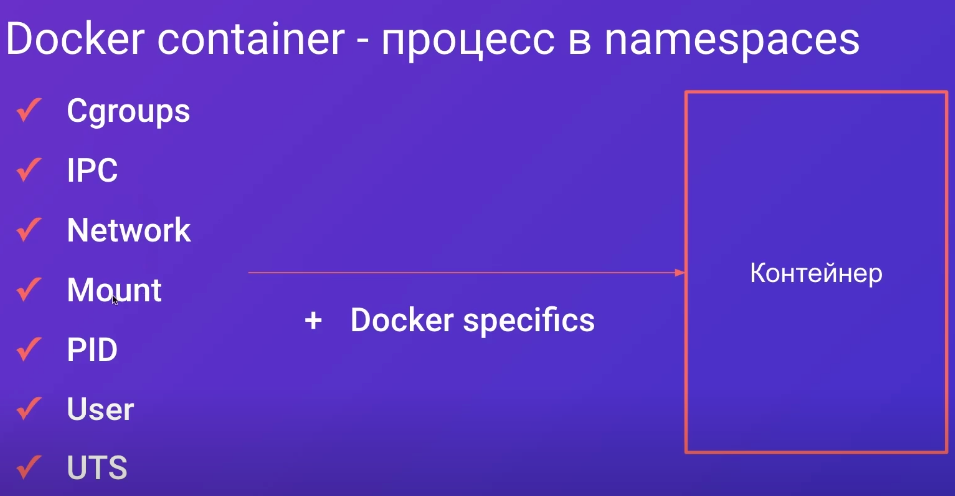 Docker container - процесс в namespaces
Cgroups
IPC
Network
Mount
PID
User
UTS
+ Docker specifics
Контейнер